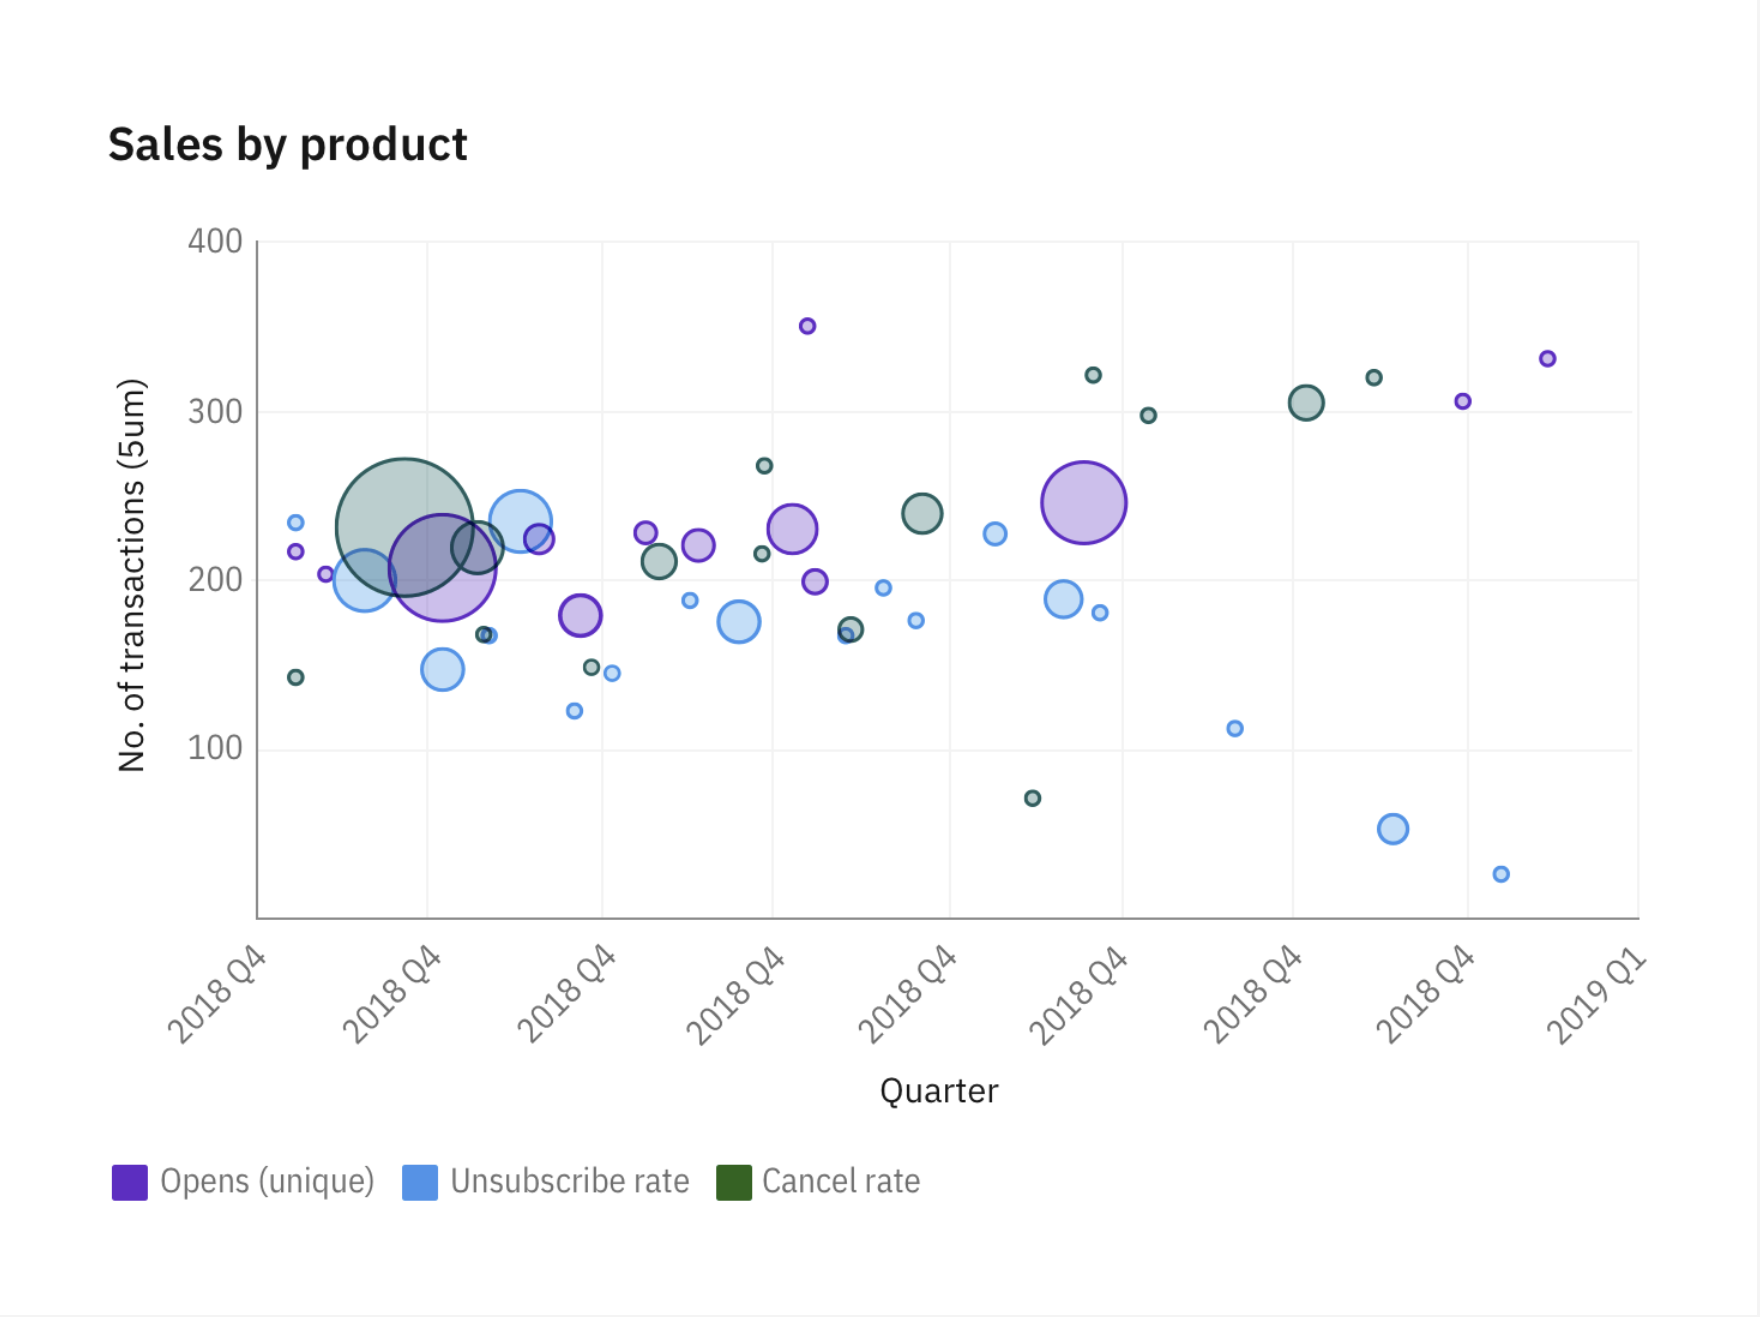 Sales by product
400
300
200
100
No. of transactions (5um)
2018 Q4
2018 Q4
2018 Q4
2018 Q4
2018 Q4
2018 Q4
2018 Q4
2018 Q4
2019 Q1
Quarter
Opens (unique) Unsubscribe rate Cancel rate